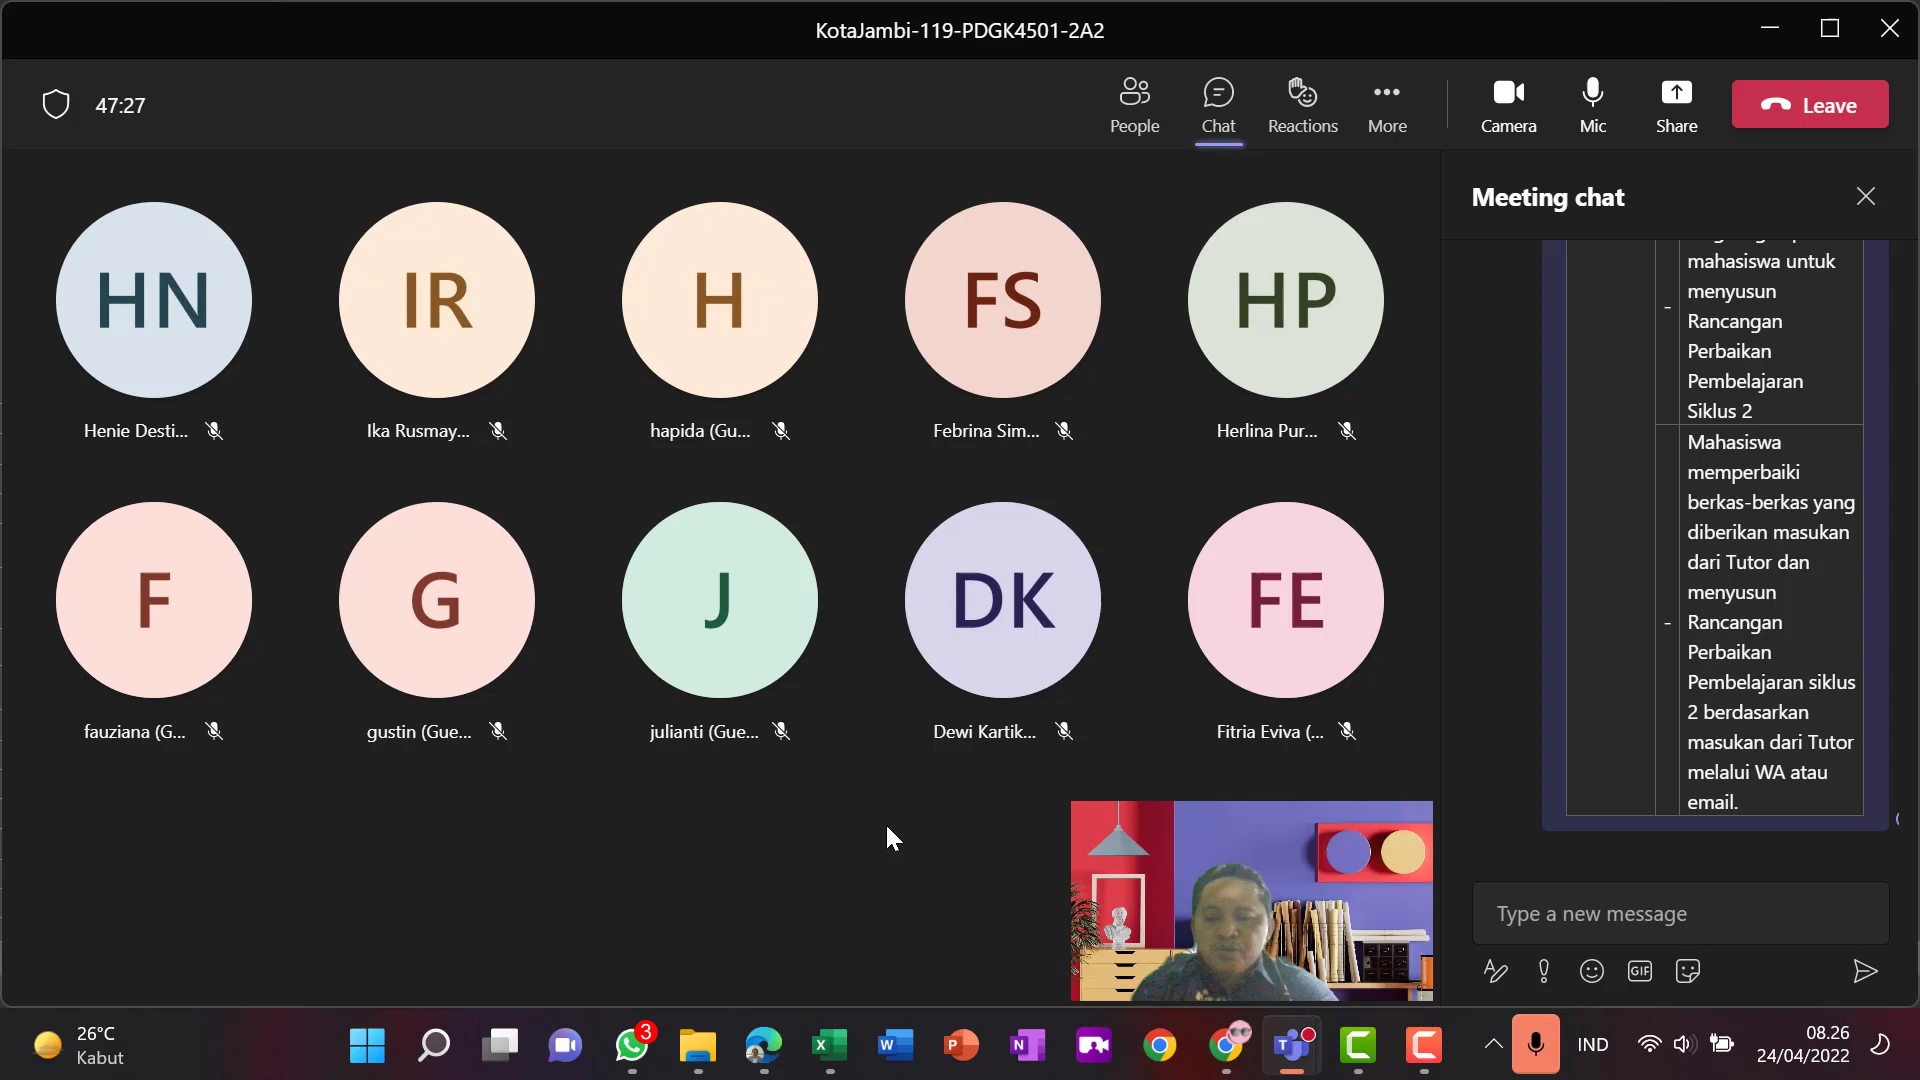 KotaJambi-119-PDGK4501-2A2
47:27
People
Chat
Reactions
More
Camera
Mic
Share
Leave
HN
IR
H
FS
HP
Henie Desti...
Ika Rusmay...
hapida (Gu...
Febrina Sim...
Herlina Pur...
F
G
J
DK
FE
fauziana (G...
gustin (Gue...
julianti (Gue...
Dewi Kartik...
Fitria Eviva (...
Meeting chat
mahasiswa untuk
menyusun
- Rancangan
Perbaikan
Pembelajaran
Siklus 2
Mahasiswa
memperbaiki
berkas-berkas yang
diberikan masukan
dari Tutor dan
menyusun
- Rancangan
Perbaikan
Pembelajaran siklus
2 berdasarkan
masukan dari Tutor
melalui WA atau
email.
Type a new message
GIF
26°C
Kabut
3
IND
08.26
24/04/2022